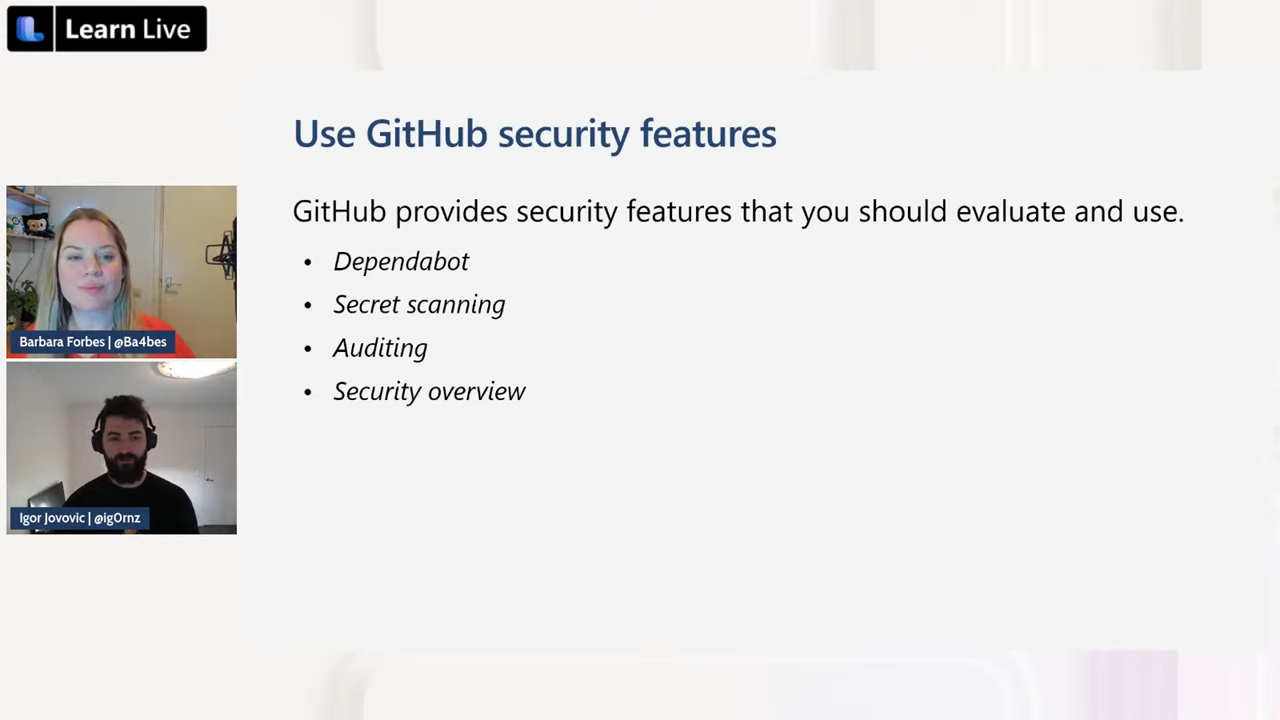 Learn Live
Use GitHub security features
GitHub provides security features that you should evaluate and use.
• Dependabot
• Secret scanning
• Auditing
• Security overview
Barbara Forbes | @Ba4bes
Igor Jovovic | @ig0rnz